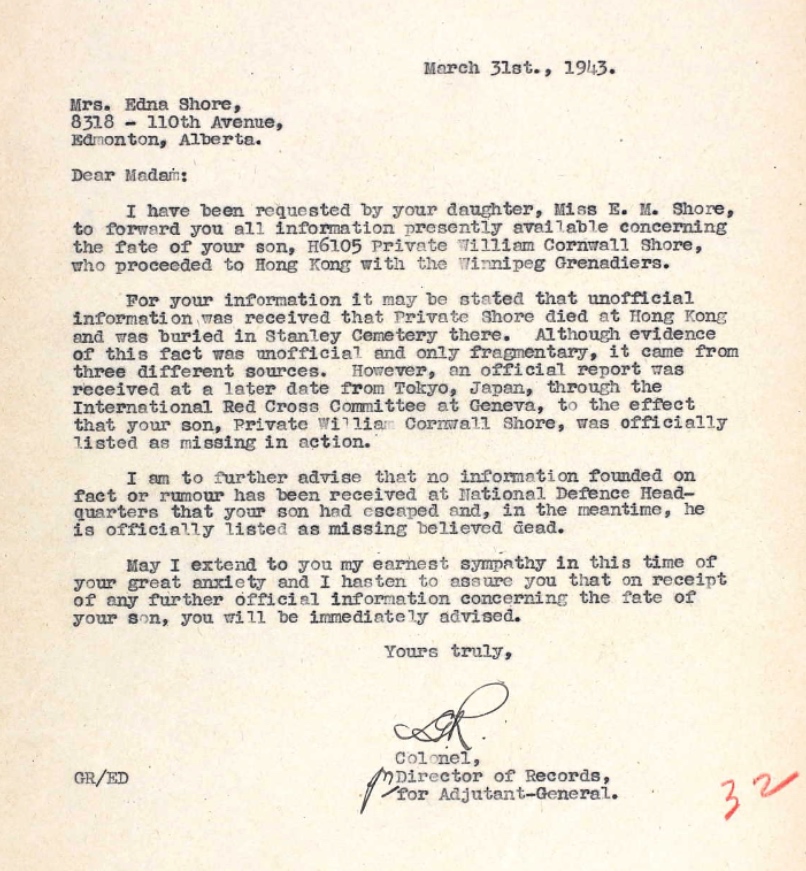 March 31st., 1943.
Mrs. Edna Shore,
8318 - 110th Avenue,
Edmonton, Alberta.
Dear Madam:
I have been requested by your daughter, Miss E. M. Shore,
to forward you all information presently available concerning
the fate of your son, H6105 Private William Cornwall Shore,
who proceeded to Hong Kong with the Winnipeg Grenadiers.
For your information it may be stated that unofficial
information was received that Private Shore died at Hong Kong
and was buried in Stanley Cemetery there. Although evidence
of this fact was unofficial and only fragmentary, it came from
three different sources. However, an official report was
received at a later date from Tokyo, Japan, through the
International Red Cross Committee at Geneva, to the effect
that your son, Private William Cornwall Shore, was officially
listed as missing in action.
I am to further advise that no information founded on
fact or rumour has been received at National Defence Head-
quarters that your son had escaped and, in the meantime, he
is officially listed as missing believed dead.
May I extend to you my earnest sympathy in this time of
your great anxiety and I hasten to assure you that on receipt
of any further official information concerning the fate of
your son, you will be immediately advised.
Yours truly,
Colonel,
GR/ED
Director of Records,
for Adjutant-General.
32